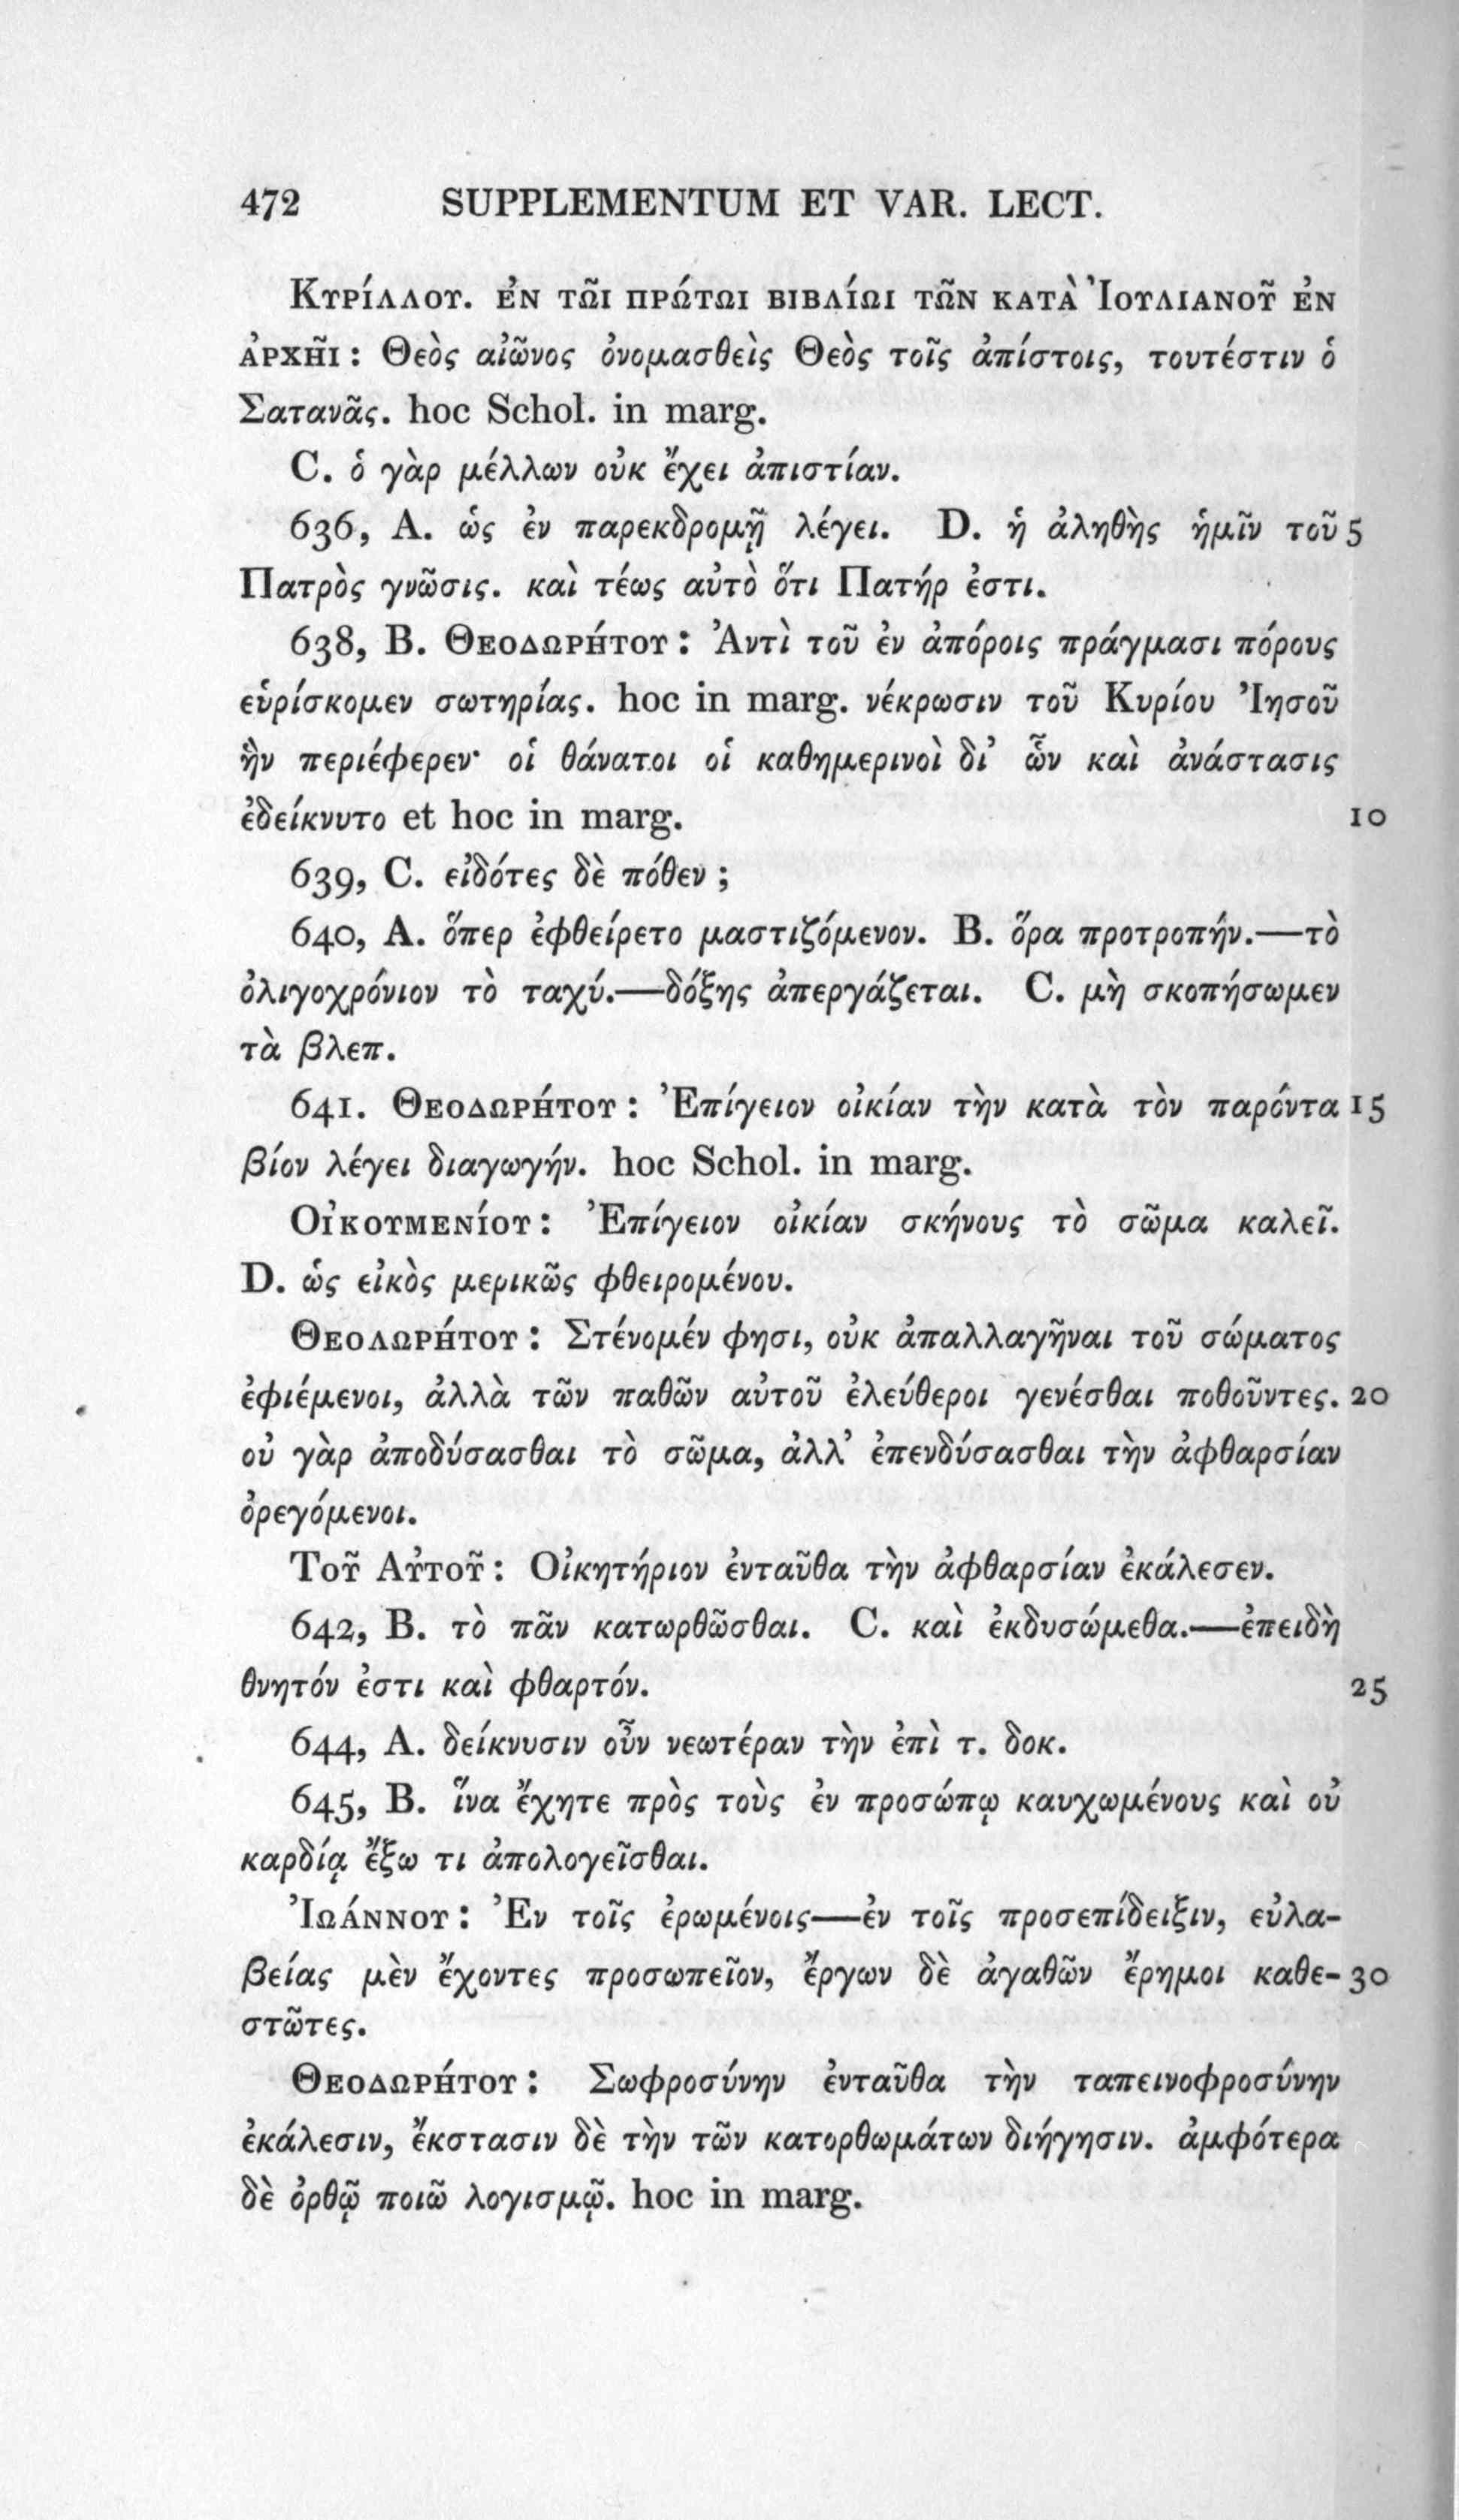 472 SUPPLEMENTUM ET VAR. LECT.
Κυρίλλου. ἐν τῶι πρώτωι βιβλίωι τῶν κατὰ Ἰουλιανοῦ ἐν
ἀρχῆι : Θεὸς αἰῶνος ὀνομασθεὶς Θεὸς τοῖς ἀπίστοις, τουτέστιν ὁ
Σατανᾶς. hoc Schol. in marg.
C. ὁ γὰρ μέλλων οὐκ ἔχει ἀπιστίαν.
636, A. ὡς ἐν παρεκδρομῇ λέγει. D. ἡ ἀληθὴς ἡμῖν τοῦ 5
Πατρὸς γνῶσις. καὶ τέως αὐτὸ ὅτι Πατήρ ἐστι.
638, B. Θεοδωρήτου : Ἀντὶ τοῦ ἐν ἀπόροις πράγμασι πόρους
εὑρίσκομεν σωτηρίας. hoc in marg. νέκρωσιν τοῦ Κυρίου Ἰησοῦ
ἣν περιέφερεν· οἱ θάνατοι οἱ καθημερινοὶ δι’ ὧν καὶ ἀνάστασις
ἐδείκνυτο et hoc in marg. 10
639, C. εἰδότες δὲ πόθεν ;
640, A. ὅπερ ἐφθείρετο μαστιζόμενον. B. ὅρα προτροπήν.—τὸ
ὀλιγοχρόνιον τὸ ταχύ.—δόξης ἀπεργάζεται. C. μὴ σκοπήσωμεν
τὰ βλεπ.
641. Θεοδωρήτου : Ἐπίγειον οἰκίαν τὴν κατὰ τὸν παρόντα 15
βίον λέγει διαγωγήν. hoc Schol. in marg.
Οἰκουμενίου : Ἐπίγειον οἰκίαν σκήνους τὸ σῶμα καλεῖ.
D. ὡς εἰκὸς μερικῶς φθειρομένου.
Θεολωρήτου : Στένομέν φησι, οὐκ ἀπαλλαγῆναι τοῦ σώματος
ἐφιέμενοι, ἀλλὰ τῶν παθῶν αὐτοῦ ἐλεύθεροι γενέσθαι ποθοῦντες. 20
οὐ γὰρ ἀποδύσασθαι τὸ σῶμα, ἀλλ’ ἐπενδύσασθαι τὴν ἀφθαρσίαν
ὀρεγόμενοι.
Τοῦ Αὐτοῦ : Οἰκητήριον ἐνταῦθα τὴν ἀφθαρσίαν ἐκάλεσεν.
642, B. τὸ πᾶν κατωρθῶσθαι. C. καὶ ἐκδυσώμεθα.—ἐπειδὴ
θνητόν ἐστι καὶ φθαρτόν. 25
644, A. δείκνυσιν οὖν νεωτέραν τὴν ἐπὶ τ. δοκ.
645, B. ἵνα ἔχητε πρὸς τοὺς ἐν προσώπῳ καυχωμένους καὶ οὐ
καρδίᾳ ἔξω τι ἀπολογεῖσθαι.
Ἰωάννου : Ἐν τοῖς ἐρωμένοις—ἐν τοῖς προσεπίδειξιν, εὐλα-
βείας μὲν ἔχοντες προσωπεῖον, ἔργων δὲ ἀγαθῶν ἔρημοι καθε- 30
στῶτες.
Θεοδωρήτου : Σωφροσύνην ἐνταῦθα τὴν ταπεινοφροσύνην
ἐκάλεσιν, ἔκστασιν δὲ τὴν τῶν κατορθωμάτων διήγησιν. ἀμφότερα
δὲ ὀρθῷ ποιῶ λογισμῷ. hoc in marg.